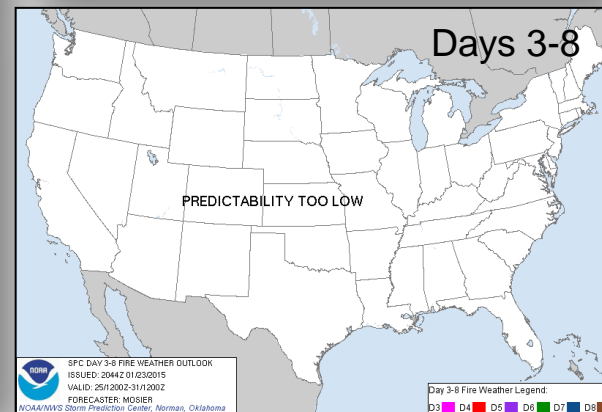 Days 3-8
PREDICTABILITY TOO LOW
NOAA
SPC DAY 3-8 FIRE WEATHER OUTLOOK
ISSUED: 2044Z 01/23/2015
VALID: 25/1200Z-31/1200Z
FORECASTER: MOSIER
NOAA/NWS Storm Prediction Center, Norman, Oklahoma
Day 3-8 Fire Weather Legend:
D3 D4 D5 D6 D7 D8